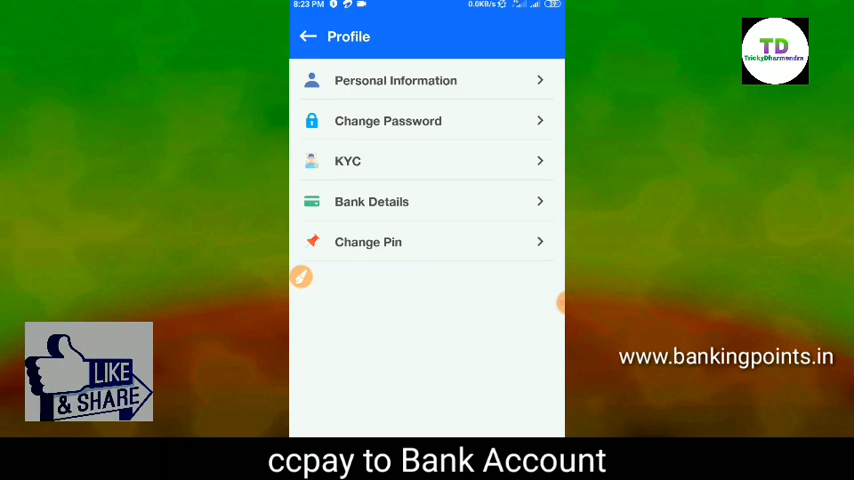 8:23 PM
0.0KB/s
Profile
TD
TrickyDharmendra
Personal Information
Change Password
KYC
Bank Details
Change Pin
LIKE
& SHARE
www.bankingpoints.in
ccpay to Bank Account